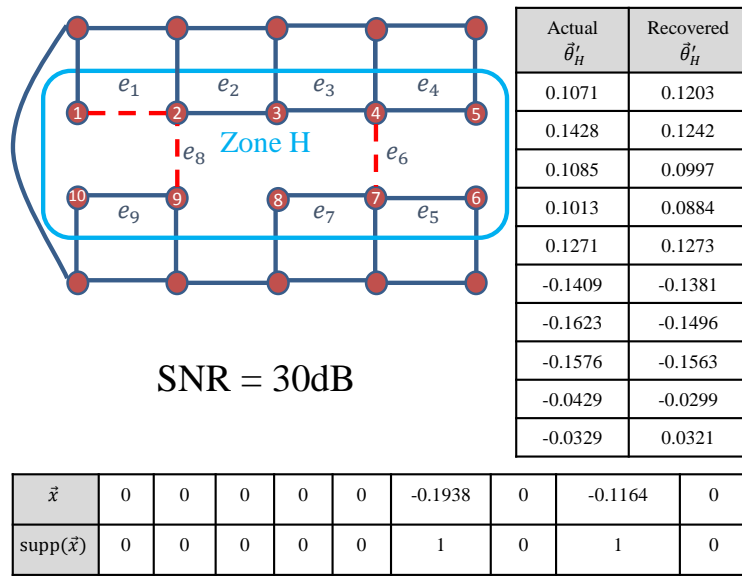 e₁ e₂ e₃ e₄
1 2 3 4 5
Zone H
e₈ e₆
10 9 8 7 6
e₉ e₇ e₅
SNR = 30dB
Actual θ⃗′_H Recovered θ⃗′_H
0.1071 0.1203
0.1428 0.1242
0.1085 0.0997
0.1013 0.0884
0.1271 0.1273
-0.1409 -0.1381
-0.1623 -0.1496
-0.1576 -0.1563
-0.0429 -0.0299
-0.0329 0.0321
x⃗ 0 0 0 0 0 -0.1938 0 -0.1164 0
supp(x⃗) 0 0 0 0 0 1 0 1 0